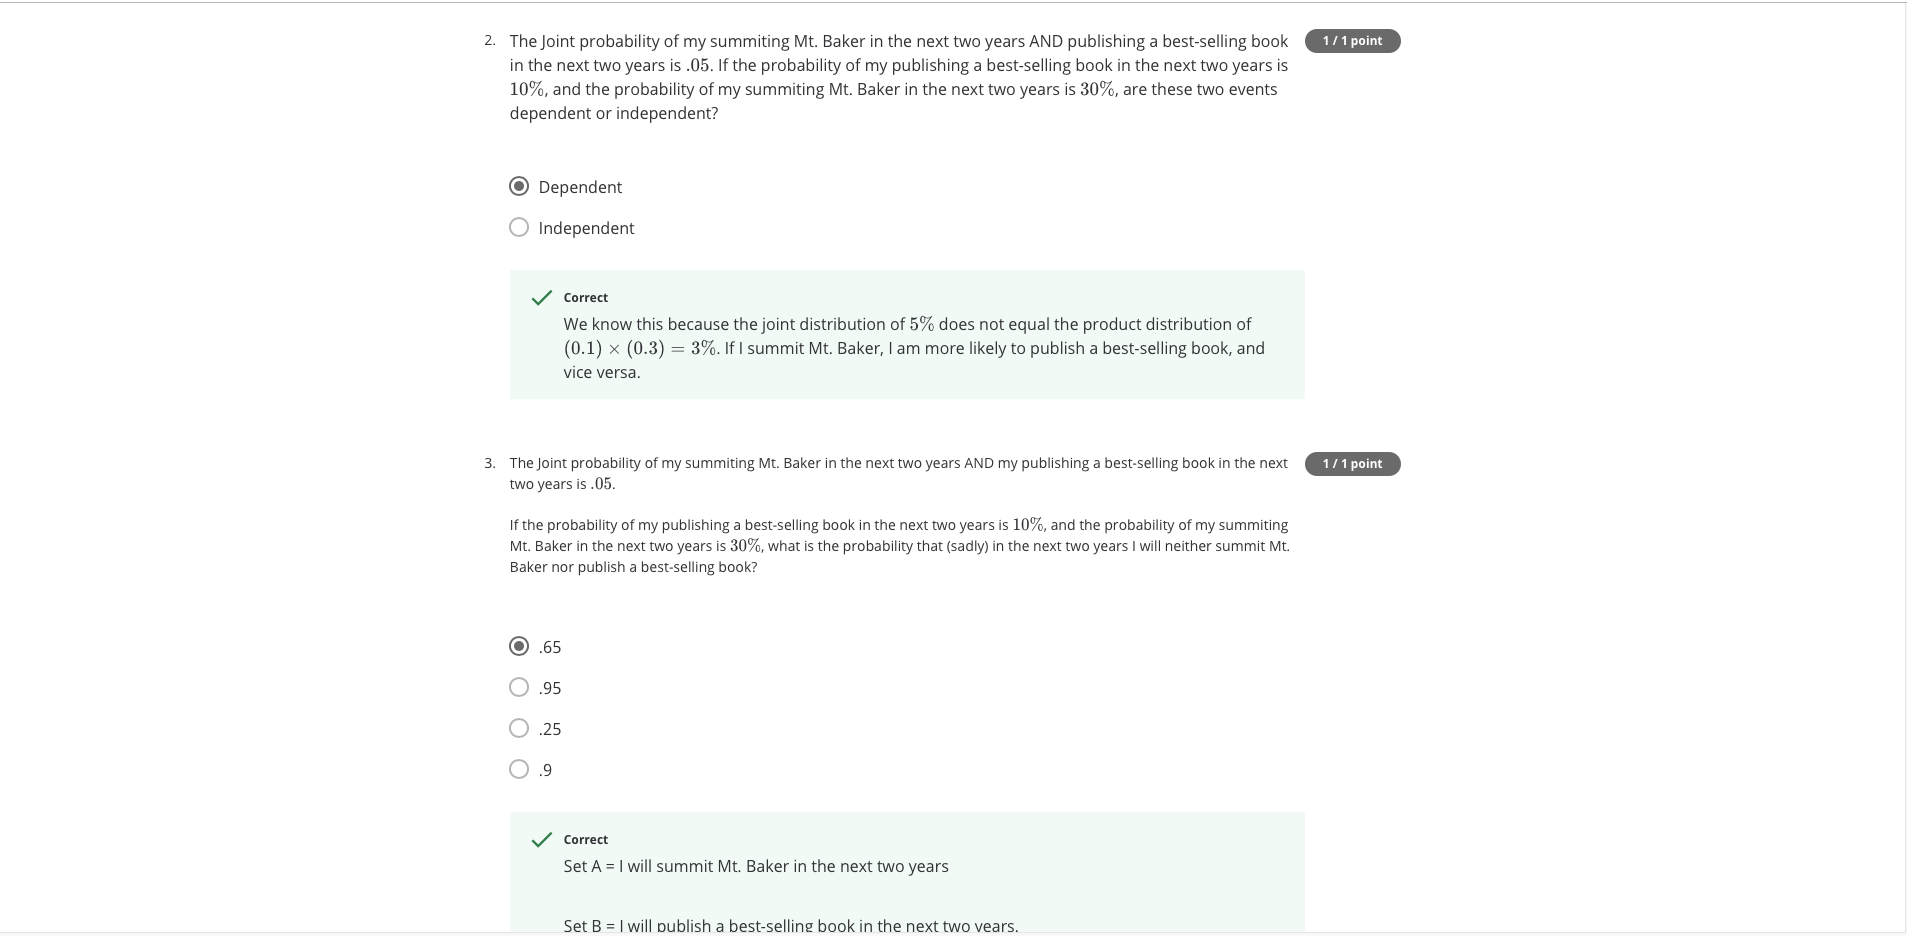 2. The Joint probability of my summiting Mt. Baker in the next two years AND publishing a best-selling book
1 / 1 point
in the next two years is .05. If the probability of my publishing a best-selling book in the next two years is
10%, and the probability of my summiting Mt. Baker in the next two years is 30%, are these two events
dependent or independent?
Dependent
Independent
Correct
We know this because the joint distribution of 5% does not equal the product distribution of
(0.1) × (0.3) = 3%. If I summit Mt. Baker, I am more likely to publish a best-selling book, and
vice versa.
3. The Joint probability of my summiting Mt. Baker in the next two years AND my publishing a best-selling book in the next
1 / 1 point
two years is .05.
If the probability of my publishing a best-selling book in the next two years is 10%, and the probability of my summiting
Mt. Baker in the next two years is 30%, what is the probability that (sadly) in the next two years I will neither summit Mt.
Baker nor publish a best-selling book?
.65
.95
.25
.9
Correct
Set A = I will summit Mt. Baker in the next two years
Set B = I will publish a best-selling book in the next two years.